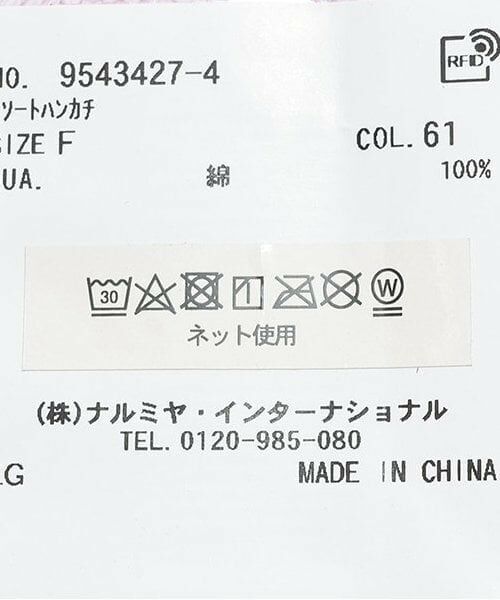 NO. 9543427-4
RFID
ソートハンカチ
SIZE F
COL. 61
UA. 綿 100%
30
W
ネット使用
(株)ナルミヤ・インターナショナル
TEL. 0120-985-080
LG
MADE IN CHINA